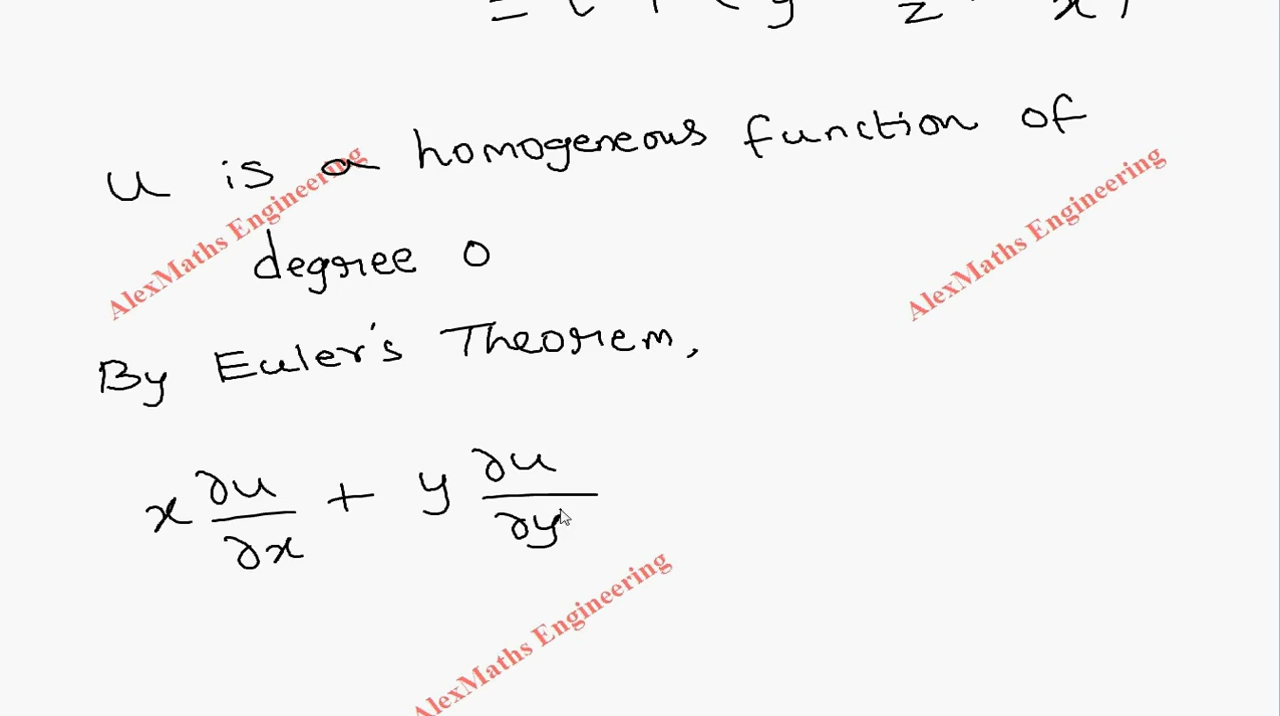 u is a homogeneous function of
degree 0
By Euler's Theorem,
x ∂u/∂x + y ∂u/∂y
AlexMaths Engineering
AlexMaths Engineering
AlexMaths Engineering